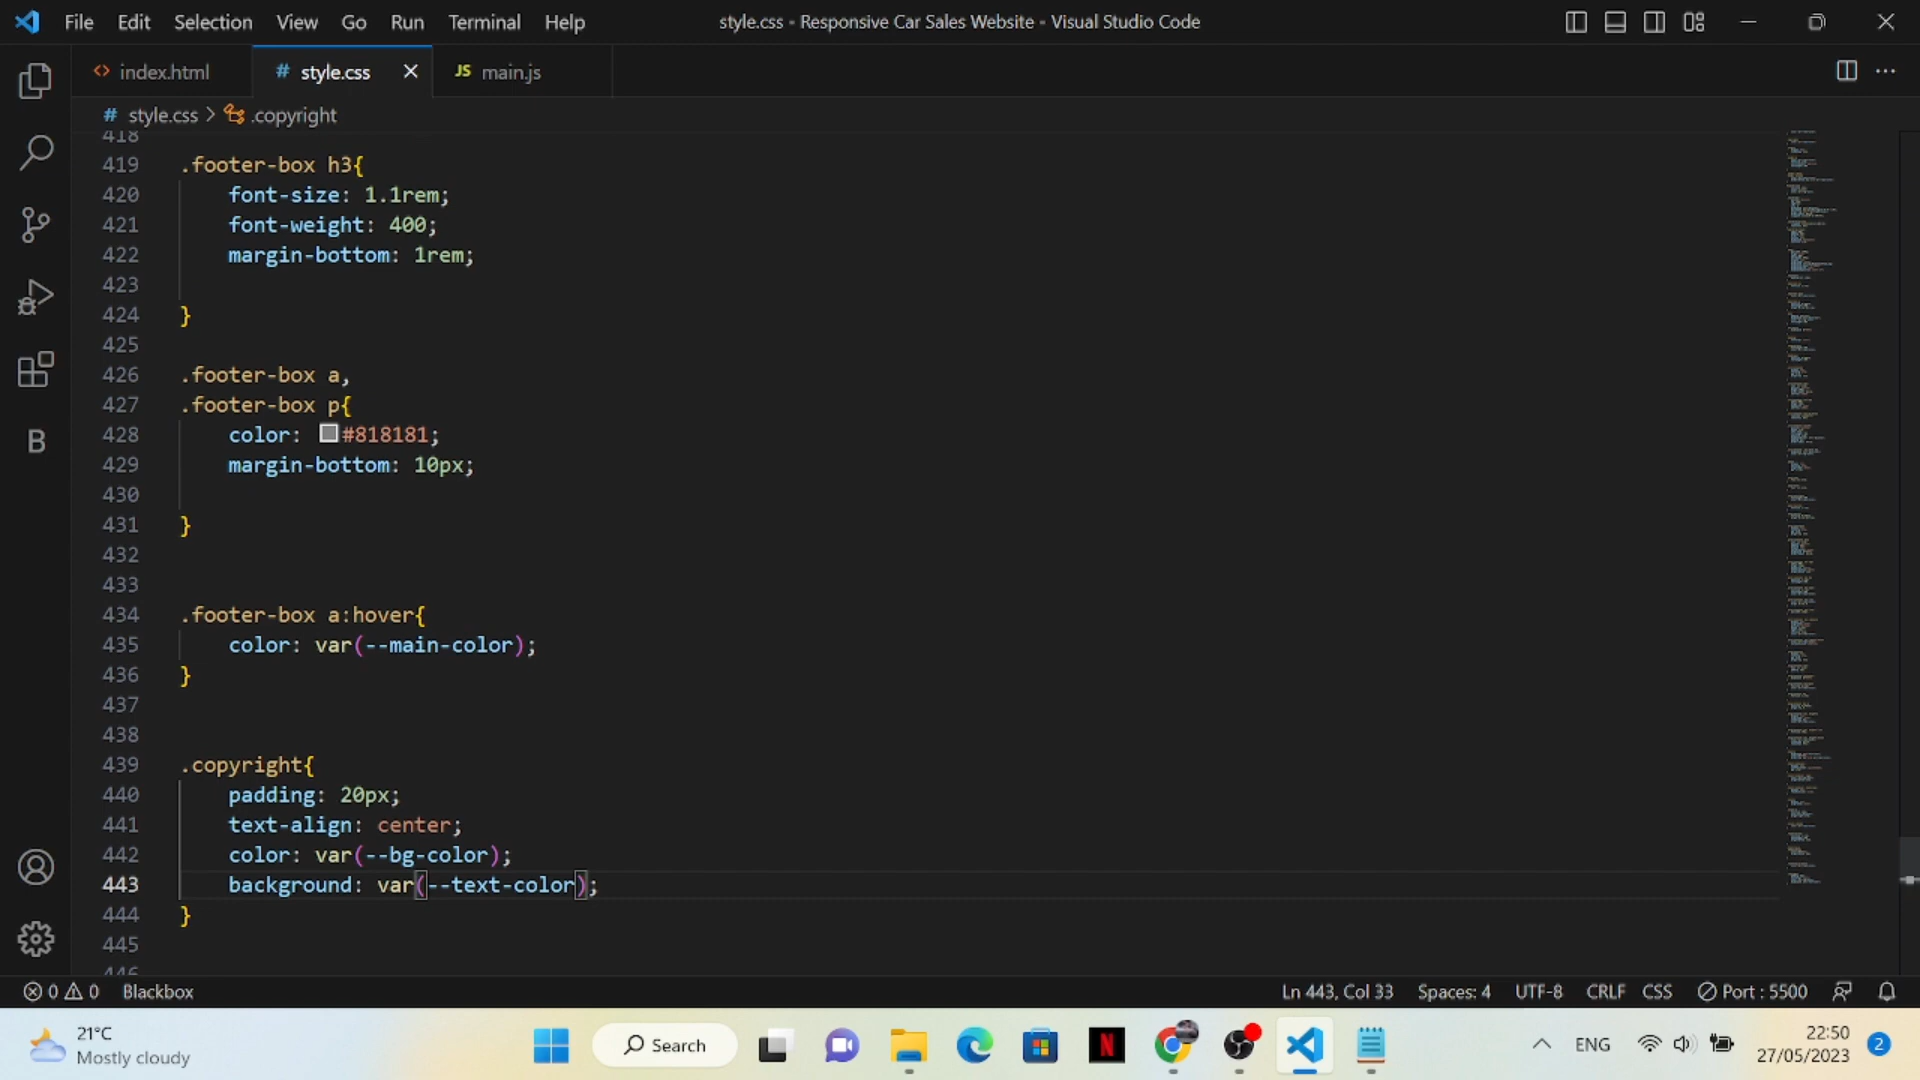 File Edit Selection View Go Run Terminal Help style.css - Responsive Car Sales Website - Visual Studio Code
<> index.html # style.css JS main.js
# style.css > .copyright
418
419 .footer-box h3{
420 font-size: 1.1rem;
421 font-weight: 400;
422 margin-bottom: 1rem;
423
424 }
425
426 .footer-box a,
427 .footer-box p{
428 color: #818181;
429 margin-bottom: 10px;
430
431 }
432
433
434 .footer-box a:hover{
435 color: var(--main-color);
436 }
437
438
439 .copyright{
440 padding: 20px;
441 text-align: center;
442 color: var(--bg-color);
443 background: var(--text-color);
444 }
445
446
B
0 0 Blackbox Ln 443, Col 33 Spaces: 4 UTF-8 CRLF CSS Port : 5500
21°C
Mostly cloudy
Search
N
ENG
22:50
27/05/2023
2